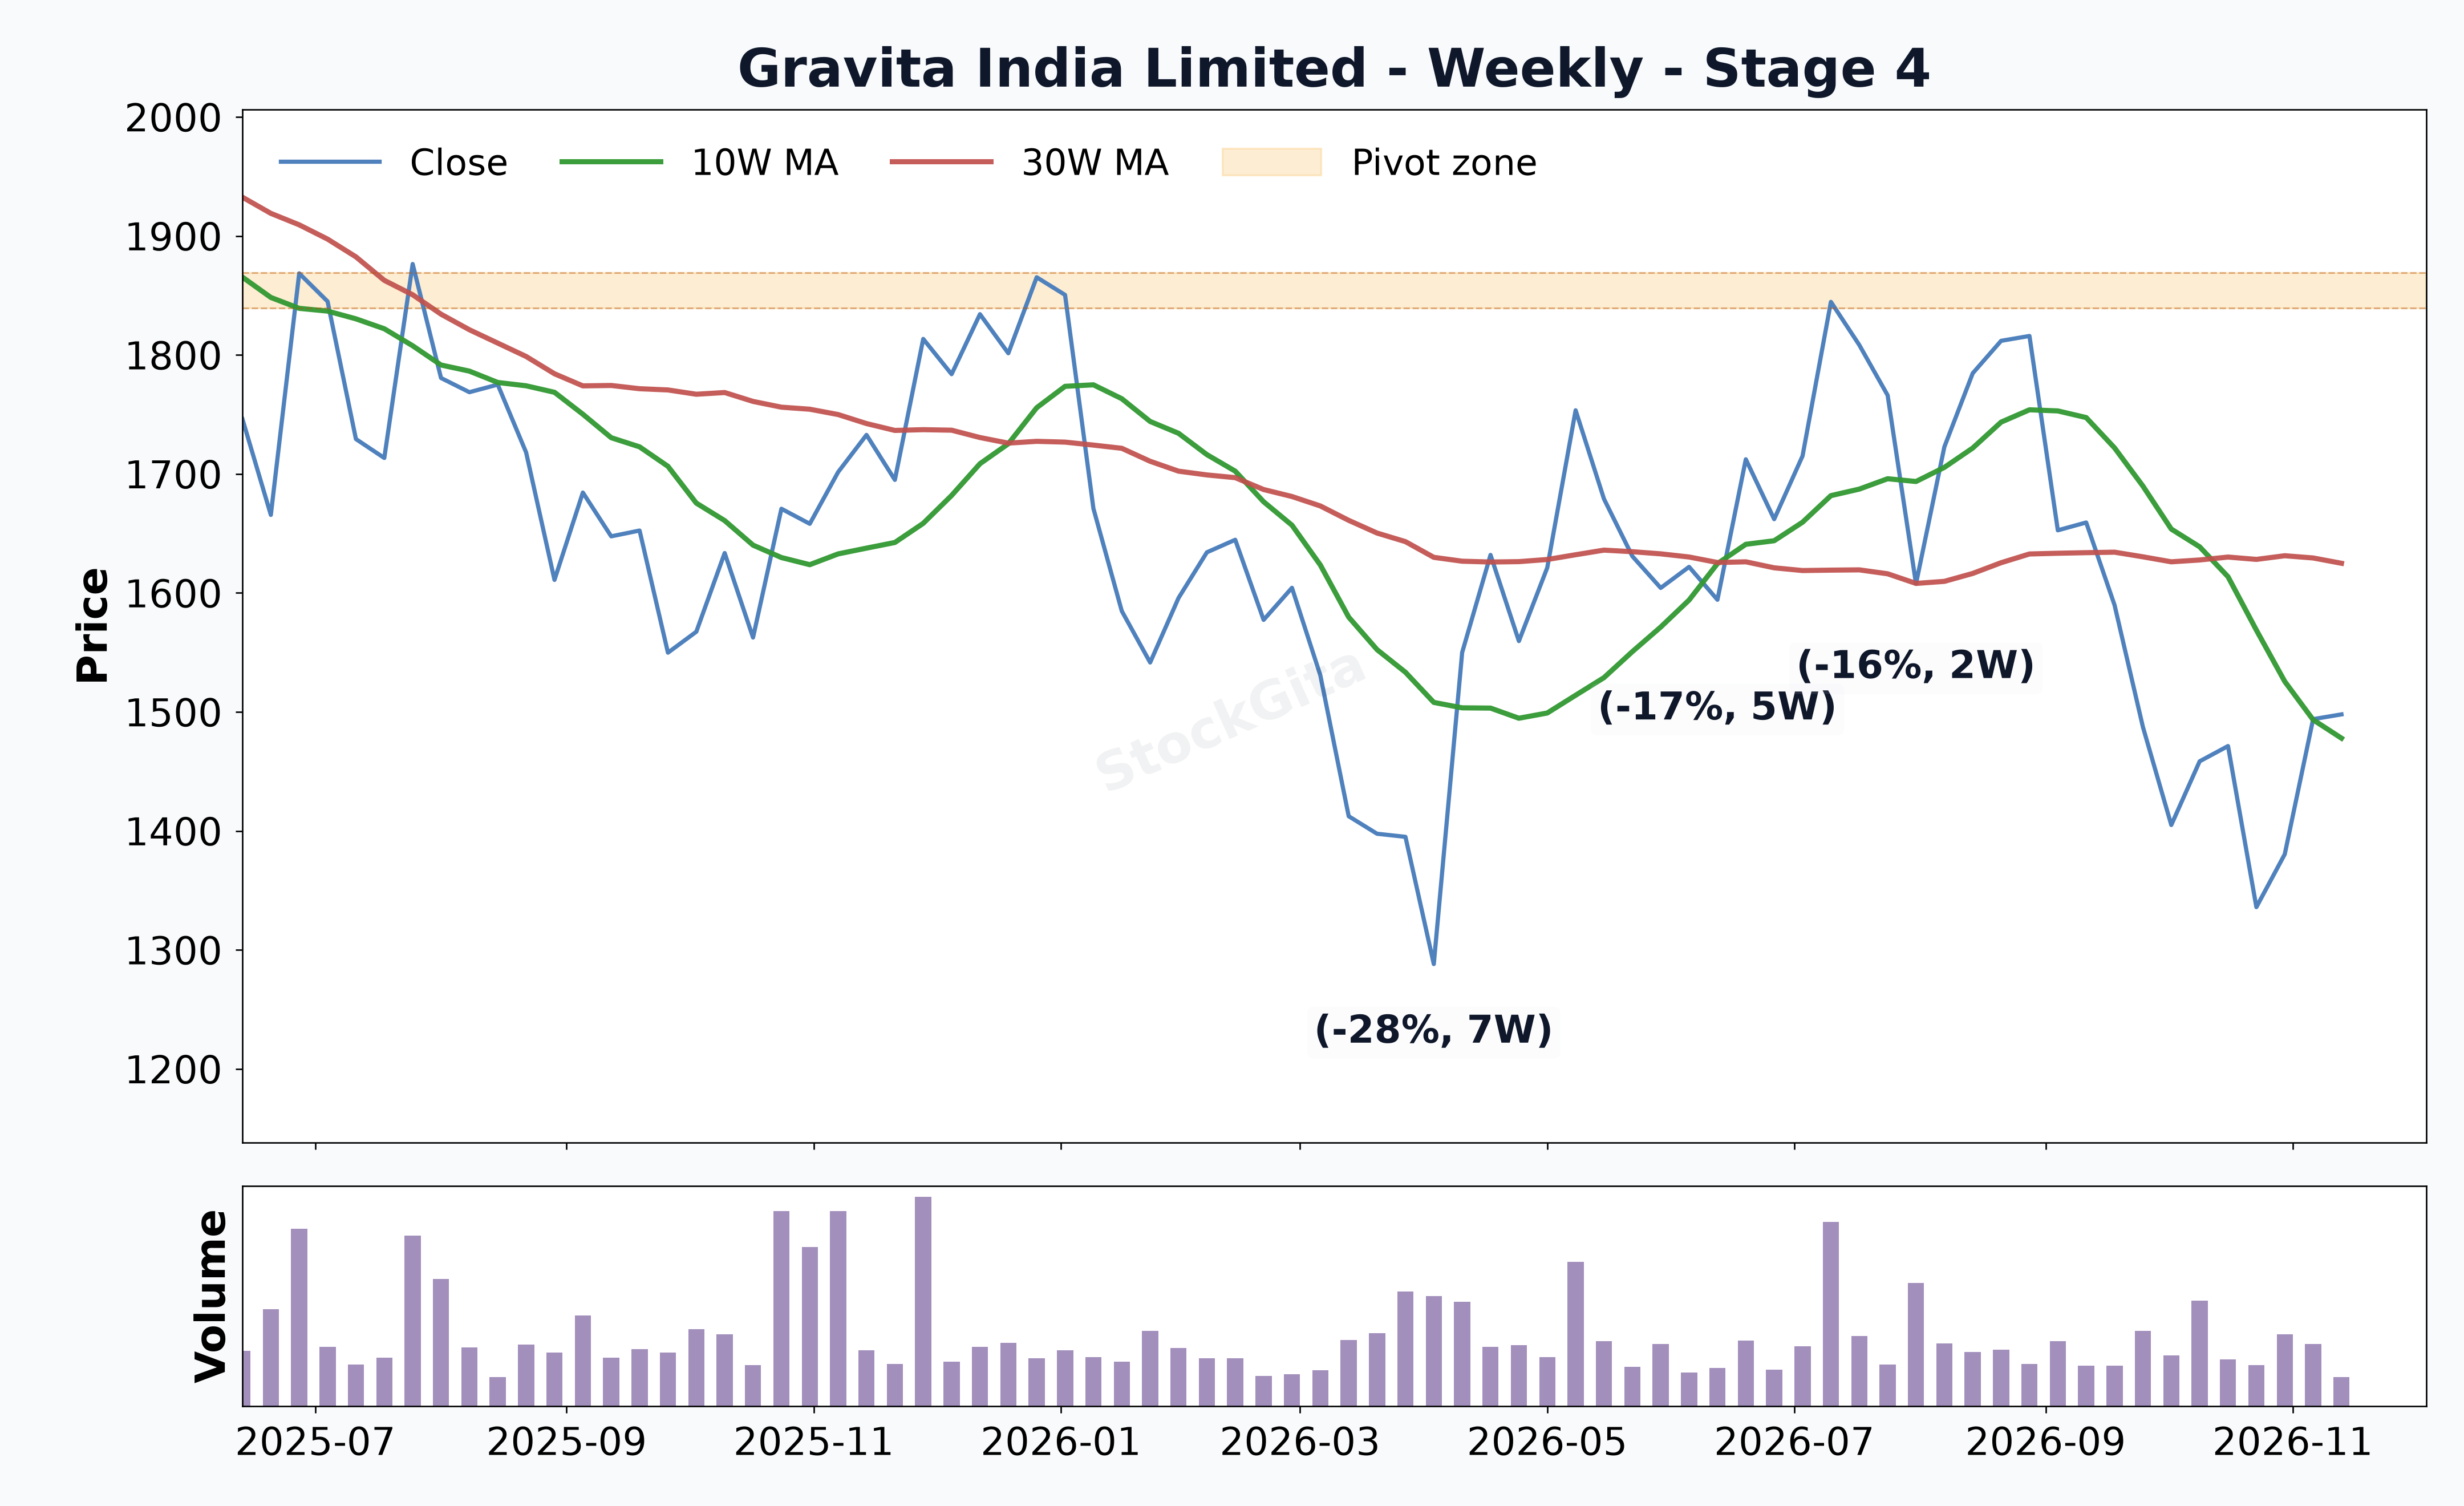 Gravita India Limited - Weekly - Stage 4
Close
10W MA
30W MA
Pivot zone
Price
2000
1900
1800
1700
1600
1500
1400
1300
1200
StockGita
(-28%, 7W)
(-17%, 5W)
(-16%, 2W)
Volume
2025-07
2025-09
2025-11
2026-01
2026-03
2026-05
2026-07
2026-09
2026-11